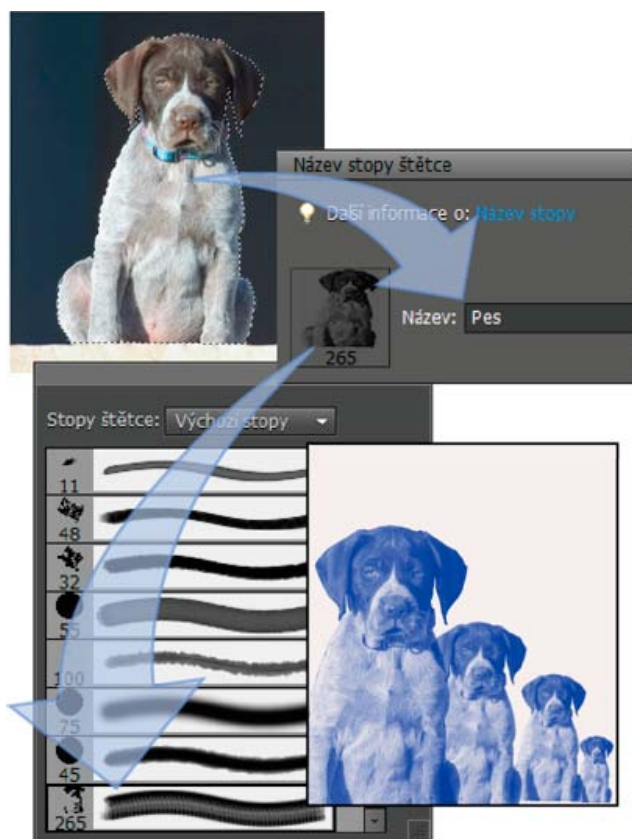 Název stopy štětce
Další informace o: Název stopy
Název: Pes
265
Stopy štětce: Výchozí stopy
11
48
32
55
100
75
45
265